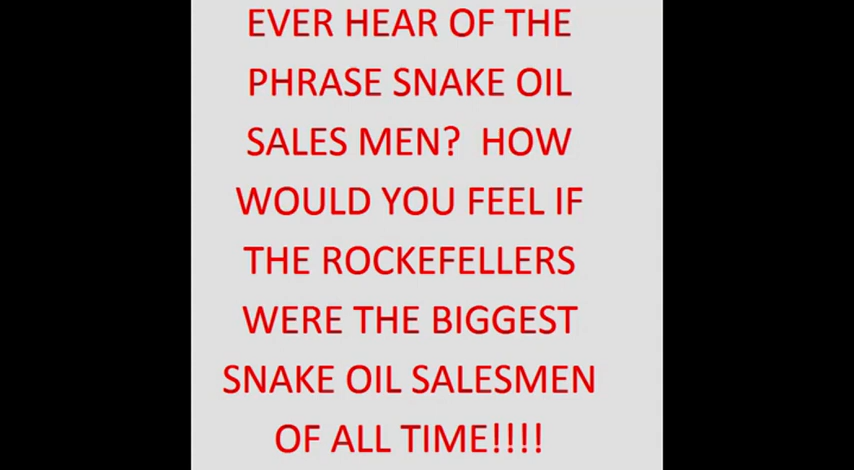 EVER HEAR OF THE
PHRASE SNAKE OIL
SALES MEN?  HOW
WOULD YOU FEEL IF
THE ROCKEFELLERS
WERE THE BIGGEST
SNAKE OIL SALESMEN
OF ALL TIME!!!!